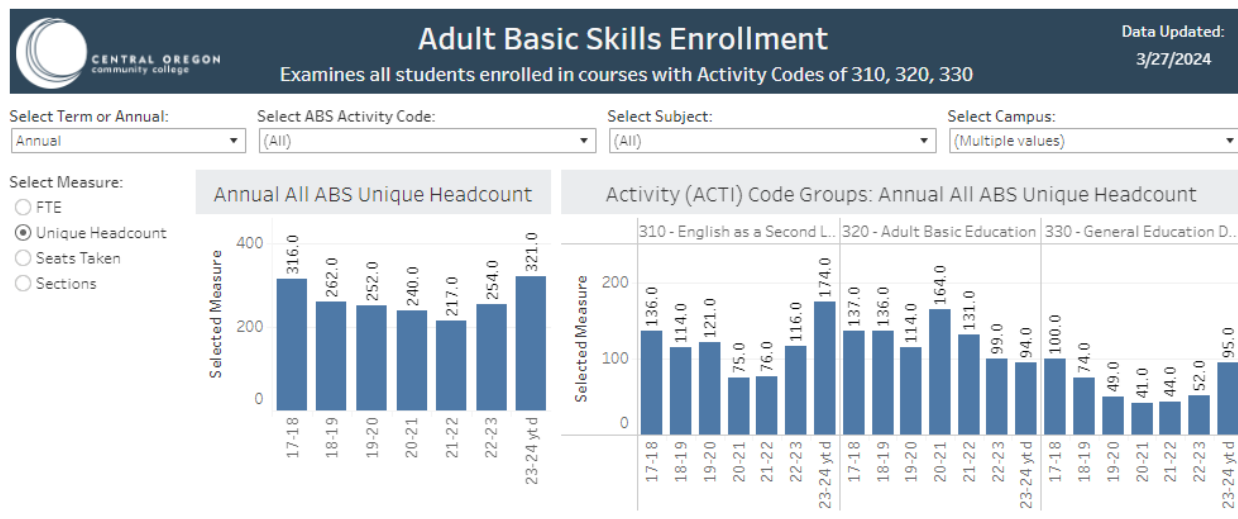 CENTRAL OREGON
community college
Adult Basic Skills Enrollment
Examines all students enrolled in courses with Activity Codes of 310, 320, 330
Data Updated:
3/27/2024
Select Term or Annual:
Annual
Select ABS Activity Code:
(All)
Select Subject:
(All)
Select Campus:
(Multiple values)
Select Measure:
FTE
Unique Headcount
Seats Taken
Sections
Annual All ABS Unique Headcount
Selected Measure
400
200
0
316.0
262.0
252.0
240.0
217.0
254.0
321.0
17-18
18-19
19-20
20-21
21-22
22-23
23-24 ytd
Activity (ACTI) Code Groups: Annual All ABS Unique Headcount
310 - English as a Second L..
320 - Adult Basic Education
330 - General Education D..
Selected Measure
200
100
0
136.0
114.0
121.0
75.0
76.0
116.0
174.0
137.0
136.0
114.0
164.0
131.0
99.0
94.0
100.0
74.0
49.0
41.0
44.0
52.0
95.0
17-18
18-19
19-20
20-21
21-22
22-23
23-24 ytd
17-18
18-19
19-20
20-21
21-22
22-23
23-24 ytd
17-18
18-19
19-20
20-21
21-22
22-23
23-24 ytd